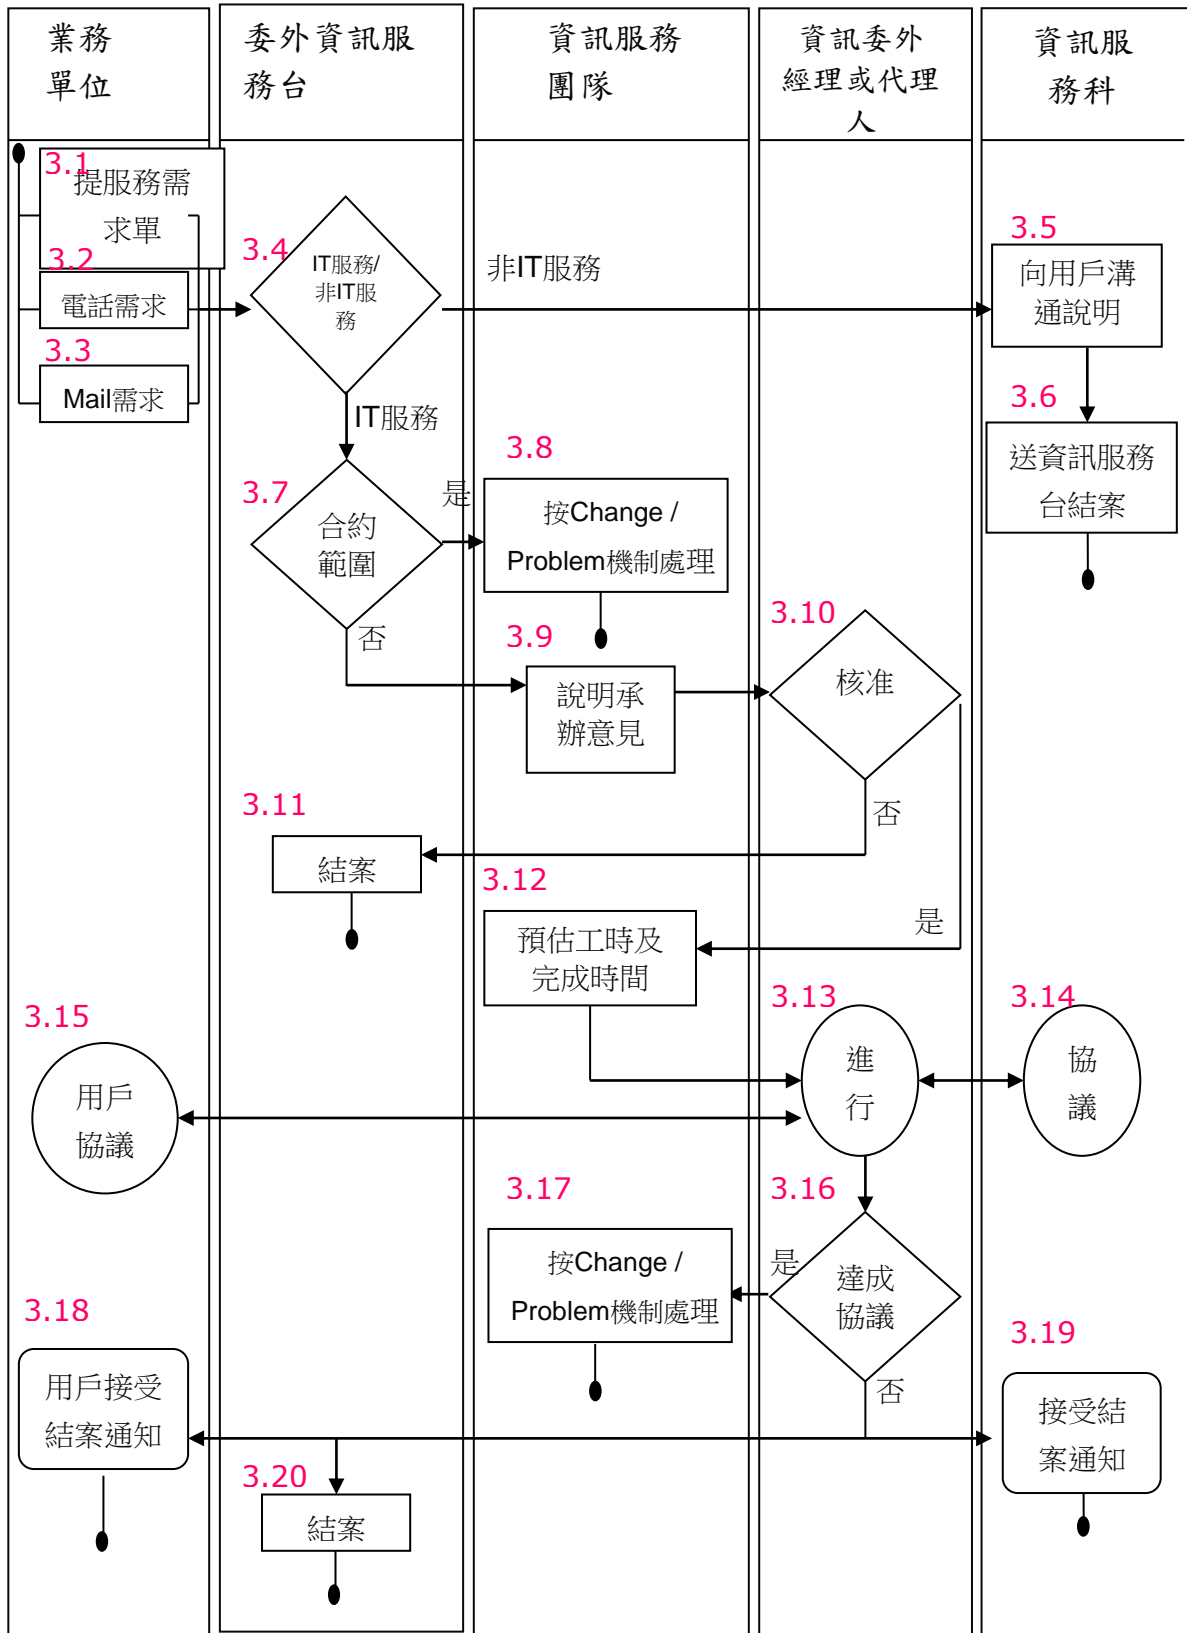 業務
單位
委外資訊服
務台
資訊服務
團隊
資訊委外
經理或代理
人
資訊服
務科
3.1
提服務需
求單
3.2
電話需求
3.3
Mail需求
3.4
IT服務/
非IT服
務
非IT服務
3.5
向用戶溝
通說明
3.6
送資訊服務
台結案
IT服務
3.7
合約
範圍
是
3.8
按Change /
Problem機制處理
否
3.9
說明承
辦意見
3.10
核准
否
3.11
結案
是
3.12
預估工時及
完成時間
3.13
進
行
3.14
協
議
3.15
用戶
協議
3.16
達成
協議
是
3.17
按Change /
Problem機制處理
否
3.18
用戶接受
結案通知
3.19
接受結
案通知
3.20
結案